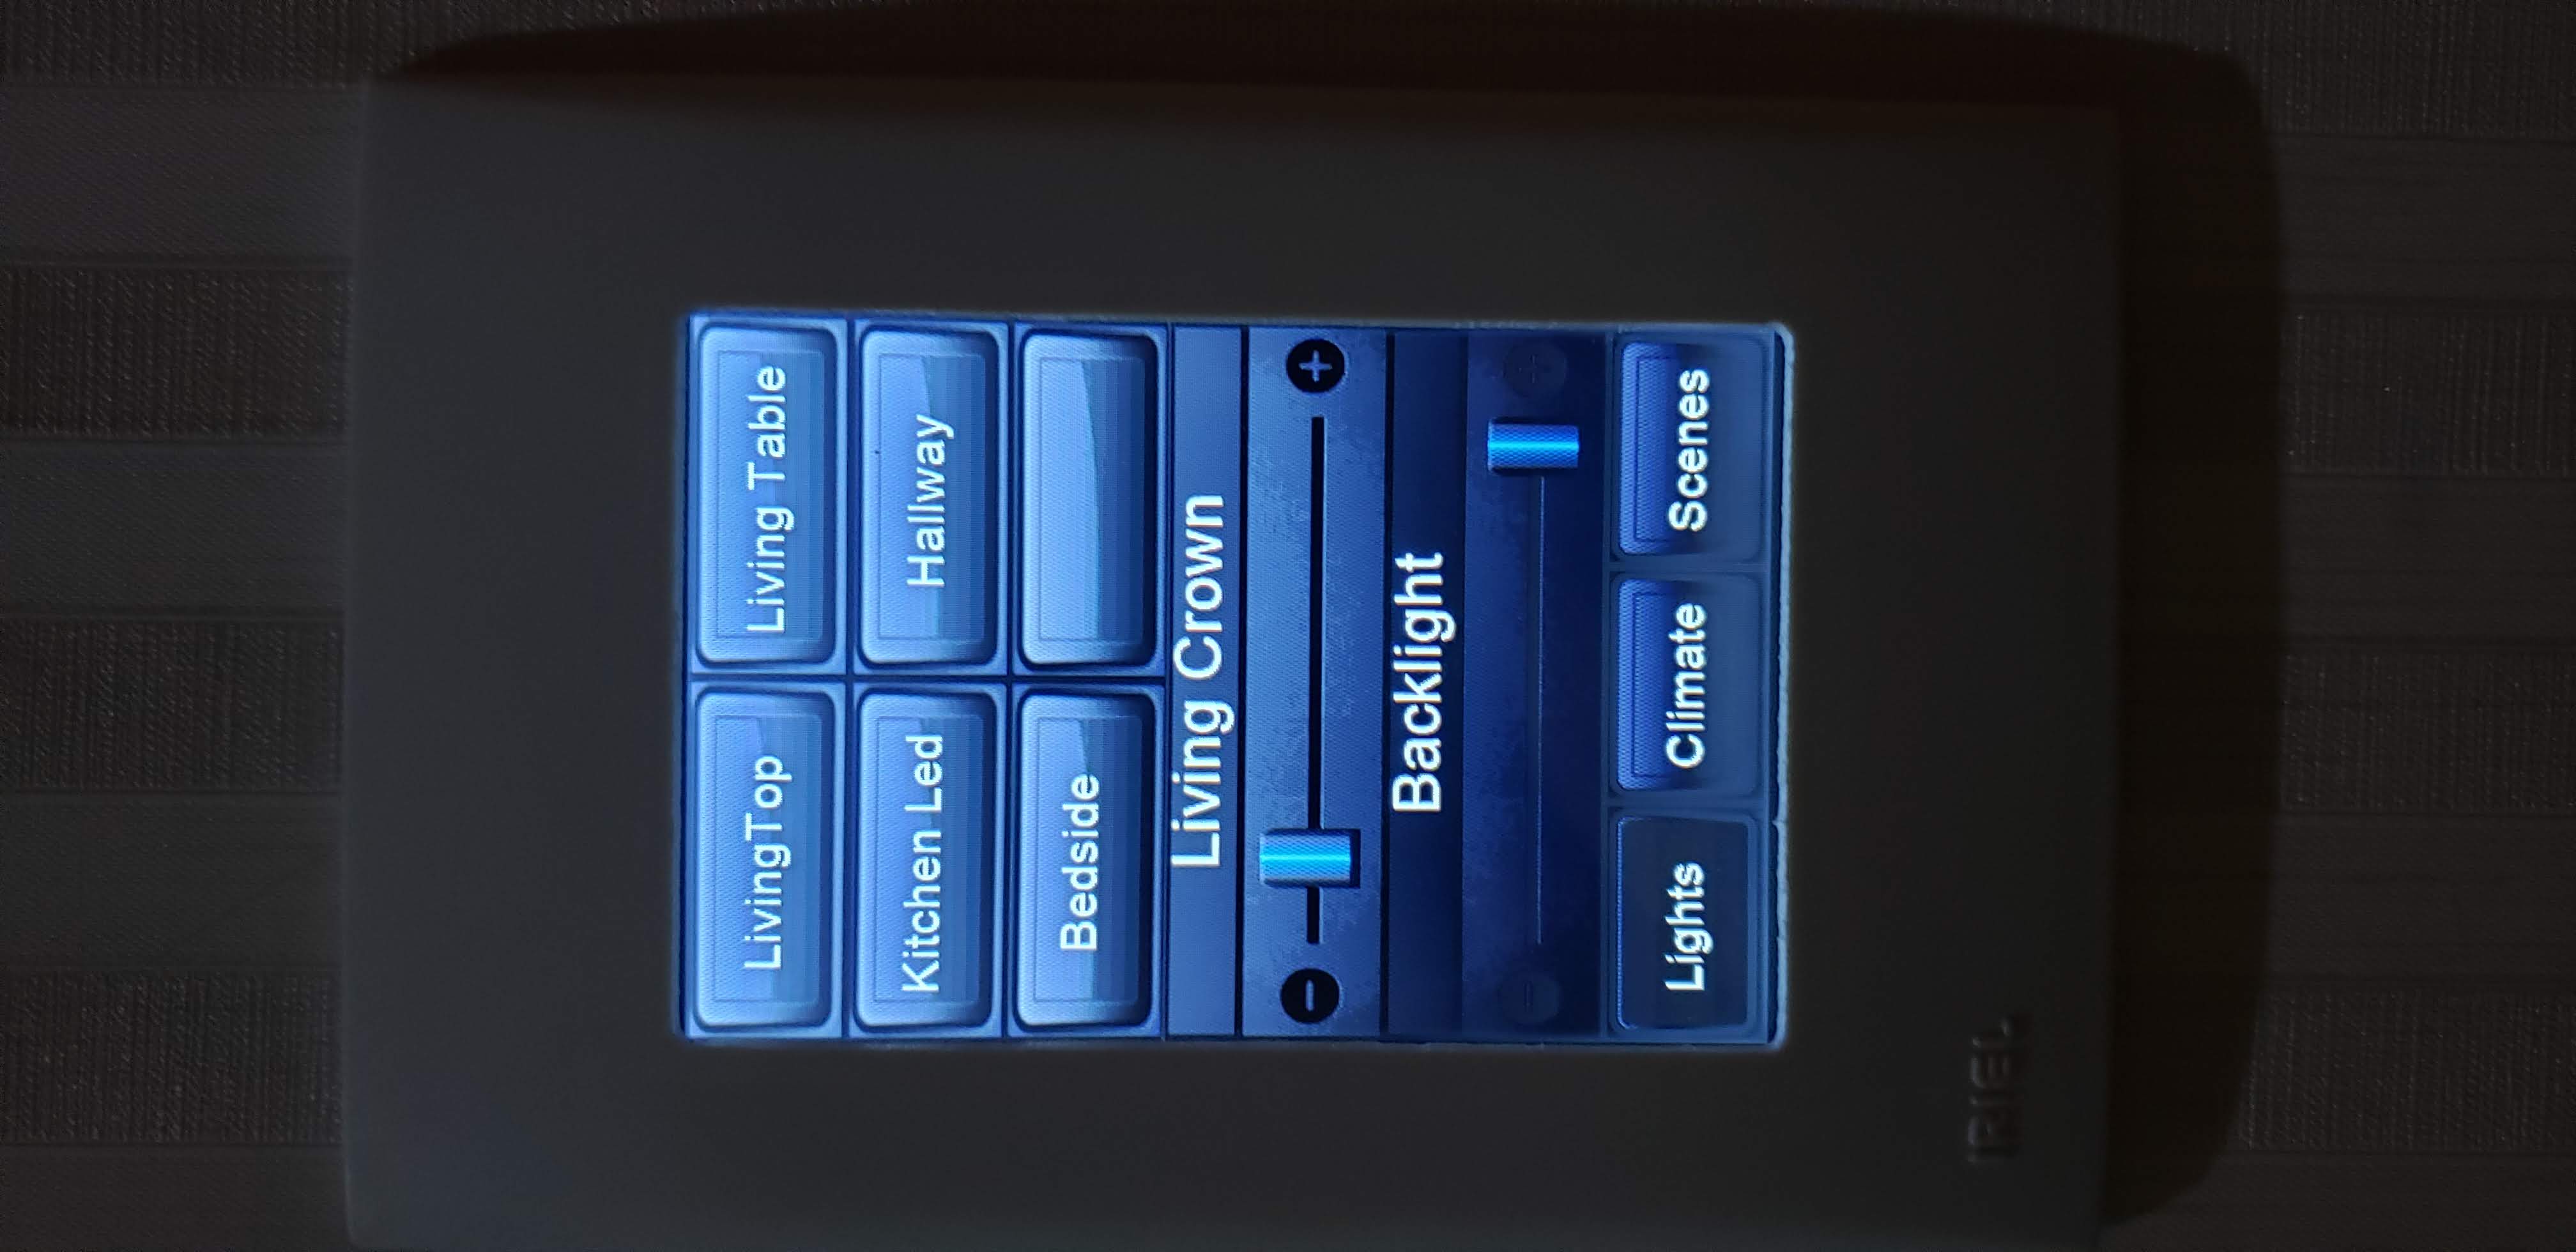 LivingTop
Living Table
Kitchen Led
Hallway
Bedside
Living Crown
Backlight
Lights
Climate
Scenes
IRIEL